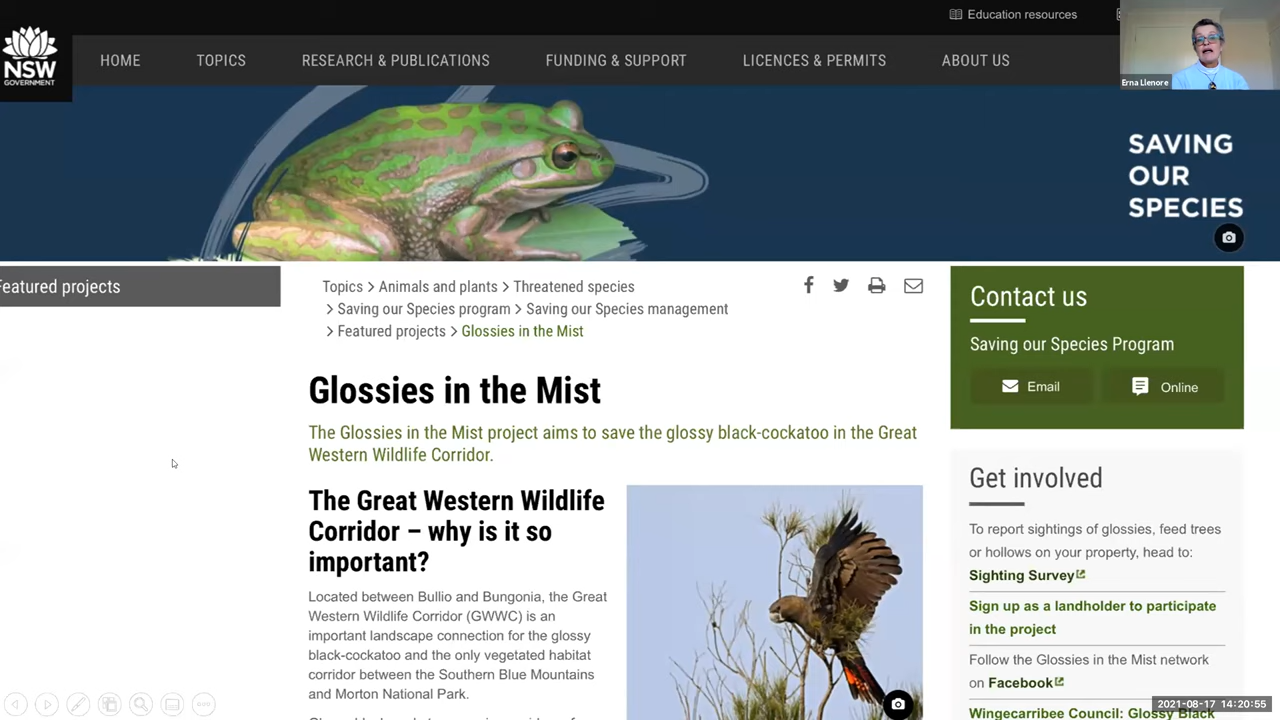 Education resources
NSW
GOVERNMENT
HOME
TOPICS
RESEARCH & PUBLICATIONS
FUNDING & SUPPORT
LICENCES & PERMITS
ABOUT US
Erna Llenore
SAVING
OUR
SPECIES
Featured projects
Topics > Animals and plants > Threatened species
> Saving our Species program > Saving our Species management
> Featured projects > Glossies in the Mist
Glossies in the Mist
The Glossies in the Mist project aims to save the glossy black-cockatoo in the Great
Western Wildlife Corridor.
The Great Western Wildlife
Corridor – why is it so
important?
Located between Bullio and Bungonia, the Great
Western Wildlife Corridor (GWWC) is an
important landscape connection for the glossy
black-cockatoo and the only vegetated habitat
corridor between the Southern Blue Mountains
and Morton National Park.
Contact us
Saving our Species Program
Email
Online
Get involved
To report sightings of glossies, feed trees
or hollows on your property, head to:
Sighting Survey
Sign up as a landholder to participate
in the project
Follow the Glossies in the Mist network
on Facebook
Wingecarribee Council: Glossy Black
2021-08-17 14:20:55